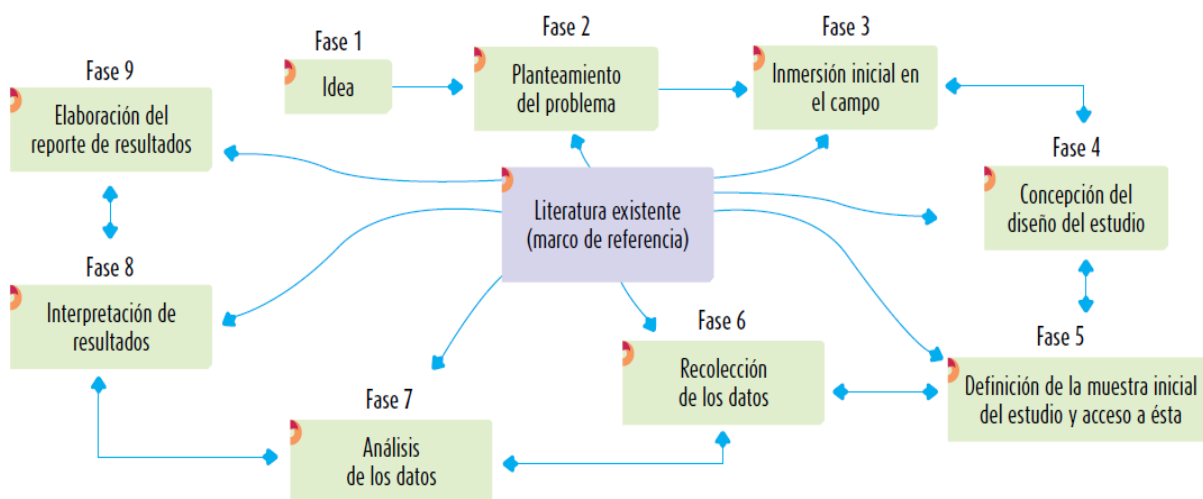 Fase 1
Idea
Fase 2
Planteamiento
del problema
Fase 3
Inmersión inicial en
el campo
Fase 4
Concepción del
diseño del estudio
Fase 5
Definición de la muestra inicial
del estudio y acceso a ésta
Fase 6
Recolección
de los datos
Fase 7
Análisis
de los datos
Fase 8
Interpretación de
resultados
Fase 9
Elaboración del
reporte de resultados
Literatura existente
(marco de referencia)